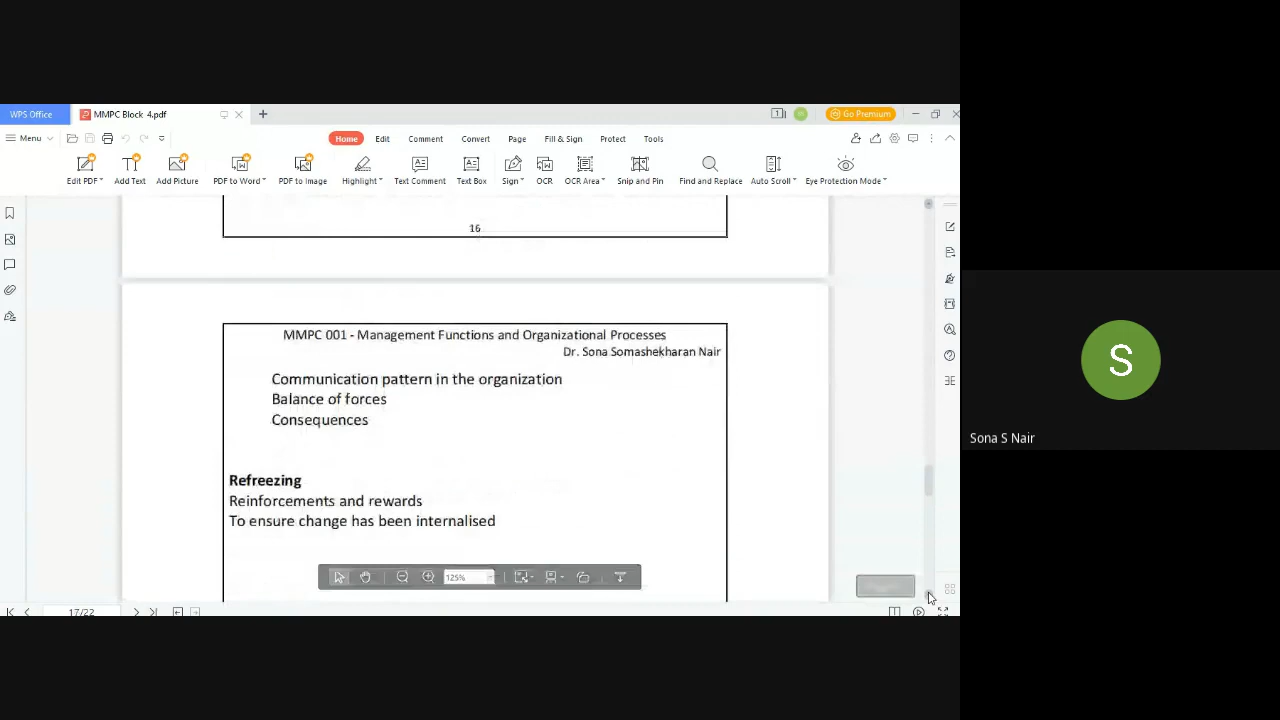 WPS Office
MMPC Block 4.pdf
Go Premium
Menu
Home
Edit
Comment
Convert
Page
Fill & Sign
Protect
Tools
Edit PDF
Add Text
Add Picture
PDF to Word
PDF to Image
Highlight
Text Comment
Text Box
Sign
OCR
OCR Area
Snip and Pin
Find and Replace
Auto Scroll
Eye Protection Mode
16
MMPC 001 - Management Functions and Organizational Processes
Dr. Sona Somashekharan Nair
Communication pattern in the organization
Balance of forces
Consequences
Refreezing
Reinforcements and rewards
To ensure change has been internalised
125%
17/22
S
Sona S Nair